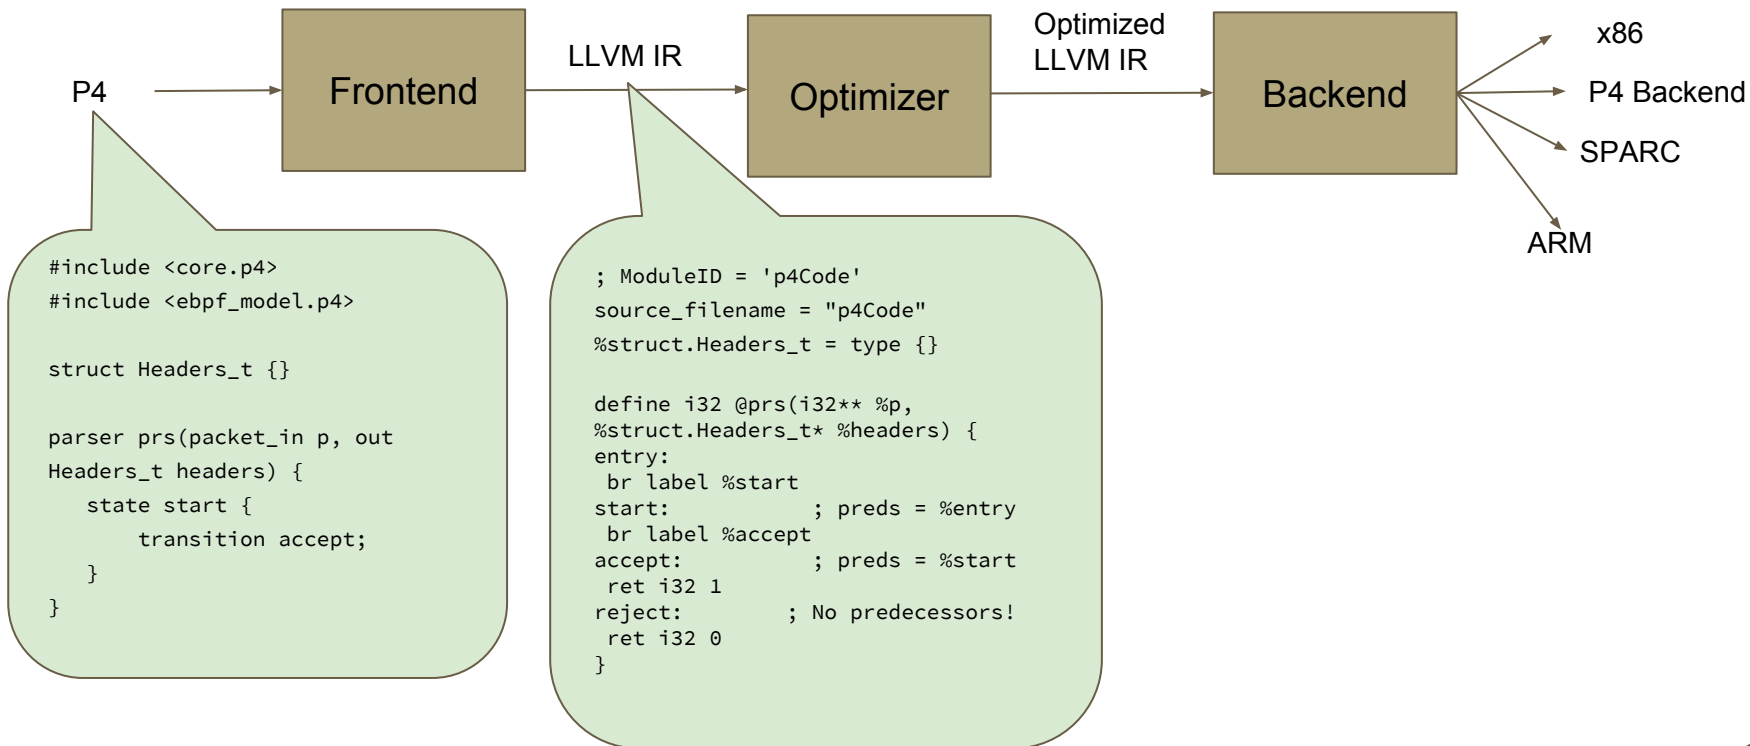 P4
Frontend
LLVM IR
Optimizer
Optimized
LLVM IR
Backend
x86
P4 Backend
SPARC
ARM
#include <core.p4>
#include <ebpf_model.p4>
struct Headers_t {}
parser prs(packet_in p, out
Headers_t headers) {
state start {
transition accept;
}
}
; ModuleID = 'p4Code'
source_filename = "p4Code"
%struct.Headers_t = type {}
define i32 @prs(i32** %p,
%struct.Headers_t* %headers) {
entry:
br label %start
start: ; preds = %entry
br label %accept
accept: ; preds = %start
ret i32 1
reject: ; No predecessors!
ret i32 0
}